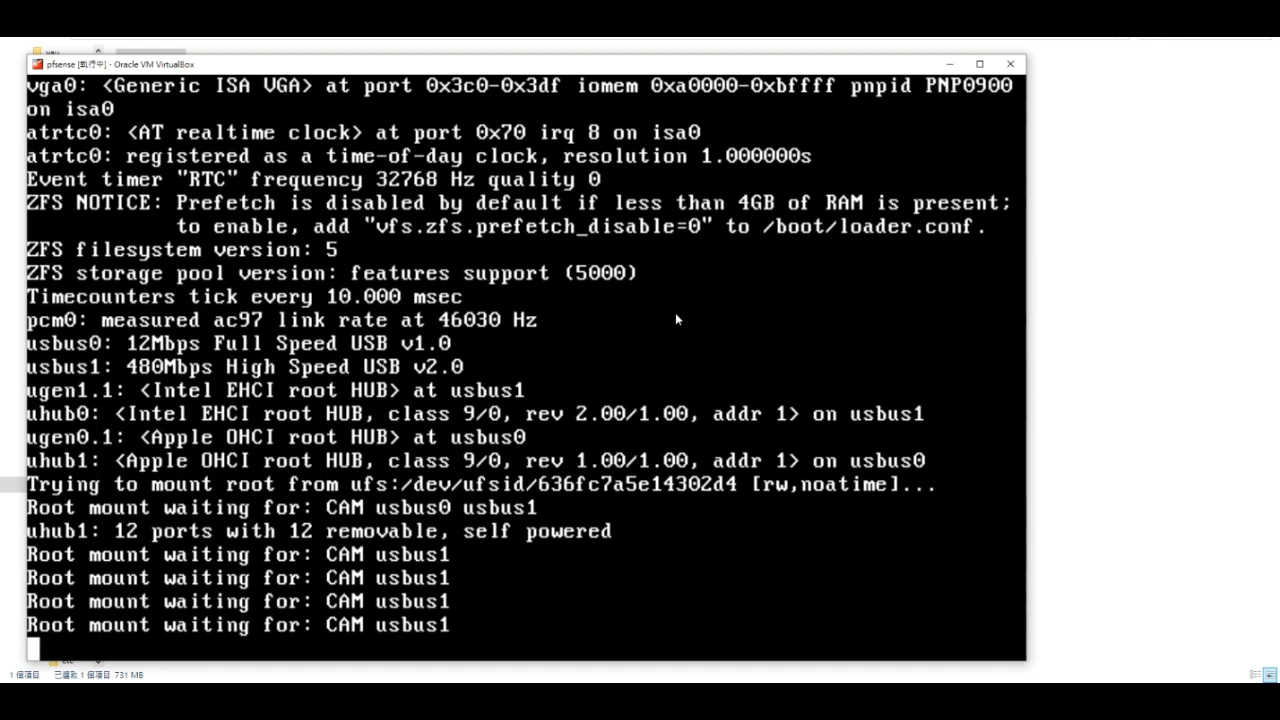 pfsense [執行中] - Oracle VM VirtualBox
vga0: <Generic ISA VGA> at port 0x3c0-0x3df iomem 0xa0000-0xbffff pnpid PNP0900
on isa0
atrtc0: <AT realtime clock> at port 0x70 irq 8 on isa0
atrtc0: registered as a time-of-day clock, resolution 1.000000s
Event timer "RTC" frequency 32768 Hz quality 0
ZFS NOTICE: Prefetch is disabled by default if less than 4GB of RAM is present;
to enable, add "vfs.zfs.prefetch_disable=0" to /boot/loader.conf.
ZFS filesystem version: 5
ZFS storage pool version: features support (5000)
Timecounters tick every 10.000 msec
pcm0: measured ac97 link rate at 46030 Hz
usbus0: 12Mbps Full Speed USB v1.0
usbus1: 480Mbps High Speed USB v2.0
ugen1.1: <Intel EHCI root HUB> at usbus1
uhub0: <Intel EHCI root HUB, class 9/0, rev 2.00/1.00, addr 1> on usbus1
ugen0.1: <Apple OHCI root HUB> at usbus0
uhub1: <Apple OHCI root HUB, class 9/0, rev 1.00/1.00, addr 1> on usbus0
Trying to mount root from ufs:/dev/ufsid/636fc7a5e14302d4 [rw,noatime]...
Root mount waiting for: CAM usbus0 usbus1
uhub1: 12 ports with 12 removable, self powered
Root mount waiting for: CAM usbus1
Root mount waiting for: CAM usbus1
Root mount waiting for: CAM usbus1
Root mount waiting for: CAM usbus1
1 個項目 已選取 1 個項目 731 MB